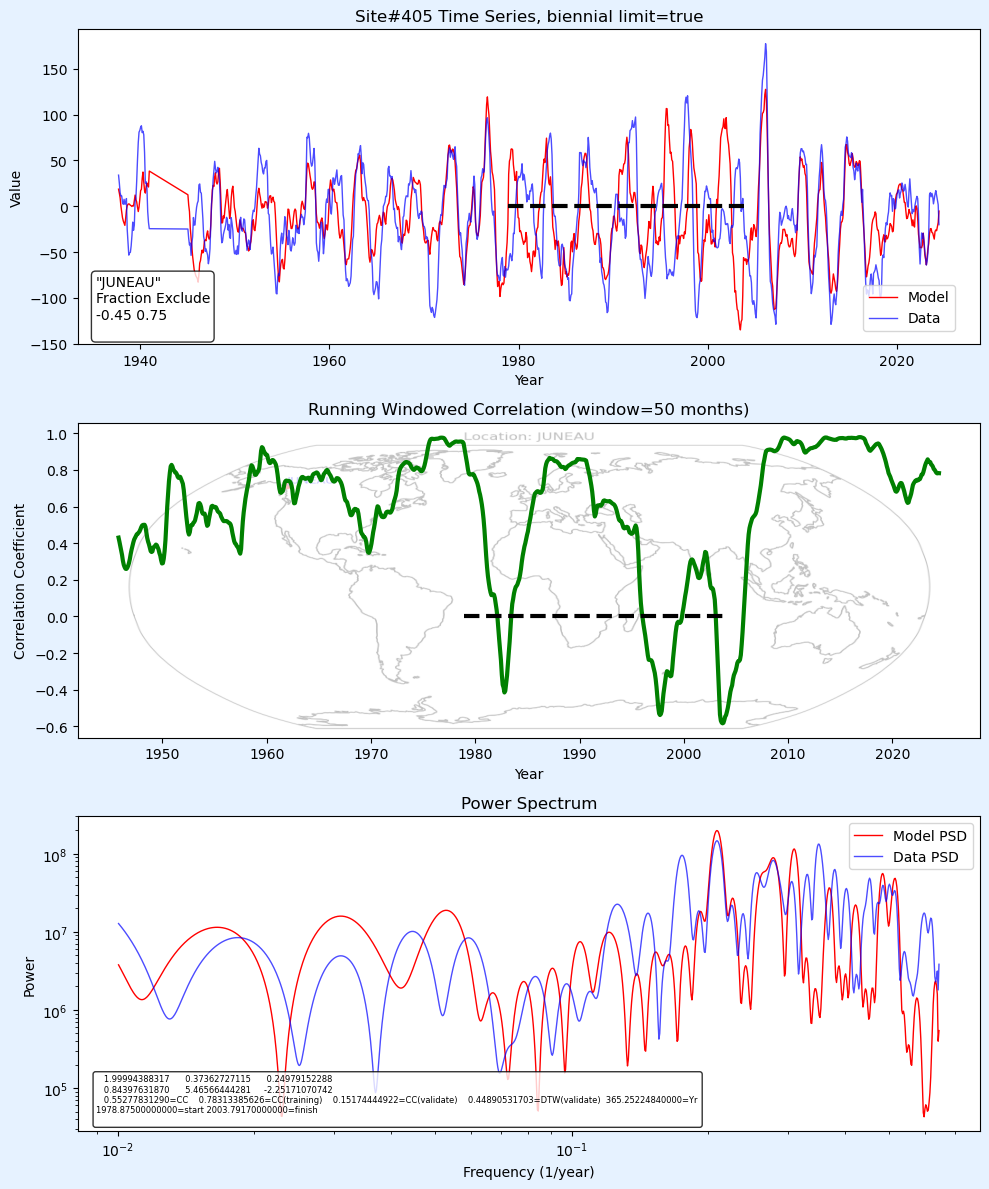 Site#405 Time Series, biennial limit=true
Value
150
100
50
0
−50
−100
−150
"JUNEAU"
Fraction Exclude
-0.45 0.75
Model
Data
1940
1960
1980
2000
2020
Year
Running Windowed Correlation (window=50 months)
Location: JUNEAU
Correlation Coefficient
1.0
0.8
0.6
0.4
0.2
0.0
−0.2
−0.4
−0.6
1950
1960
1970
1980
1990
2000
2010
2020
Year
Power Spectrum
Model PSD
Data PSD
Power
10^8
10^7
10^6
10^5
1.99994388317 0.37362727115 0.24979152288
0.84397631870 5.46566444281 -2.25171070742
0.55277831290=CC 0.78313385626=CC(training) 0.15174444922=CC(validate) 0.44890531703=DTW(validate) 365.25224840000=Yr
1978.87500000000=start 2003.79170000000=finish
10^−2
10^−1
Frequency (1/year)